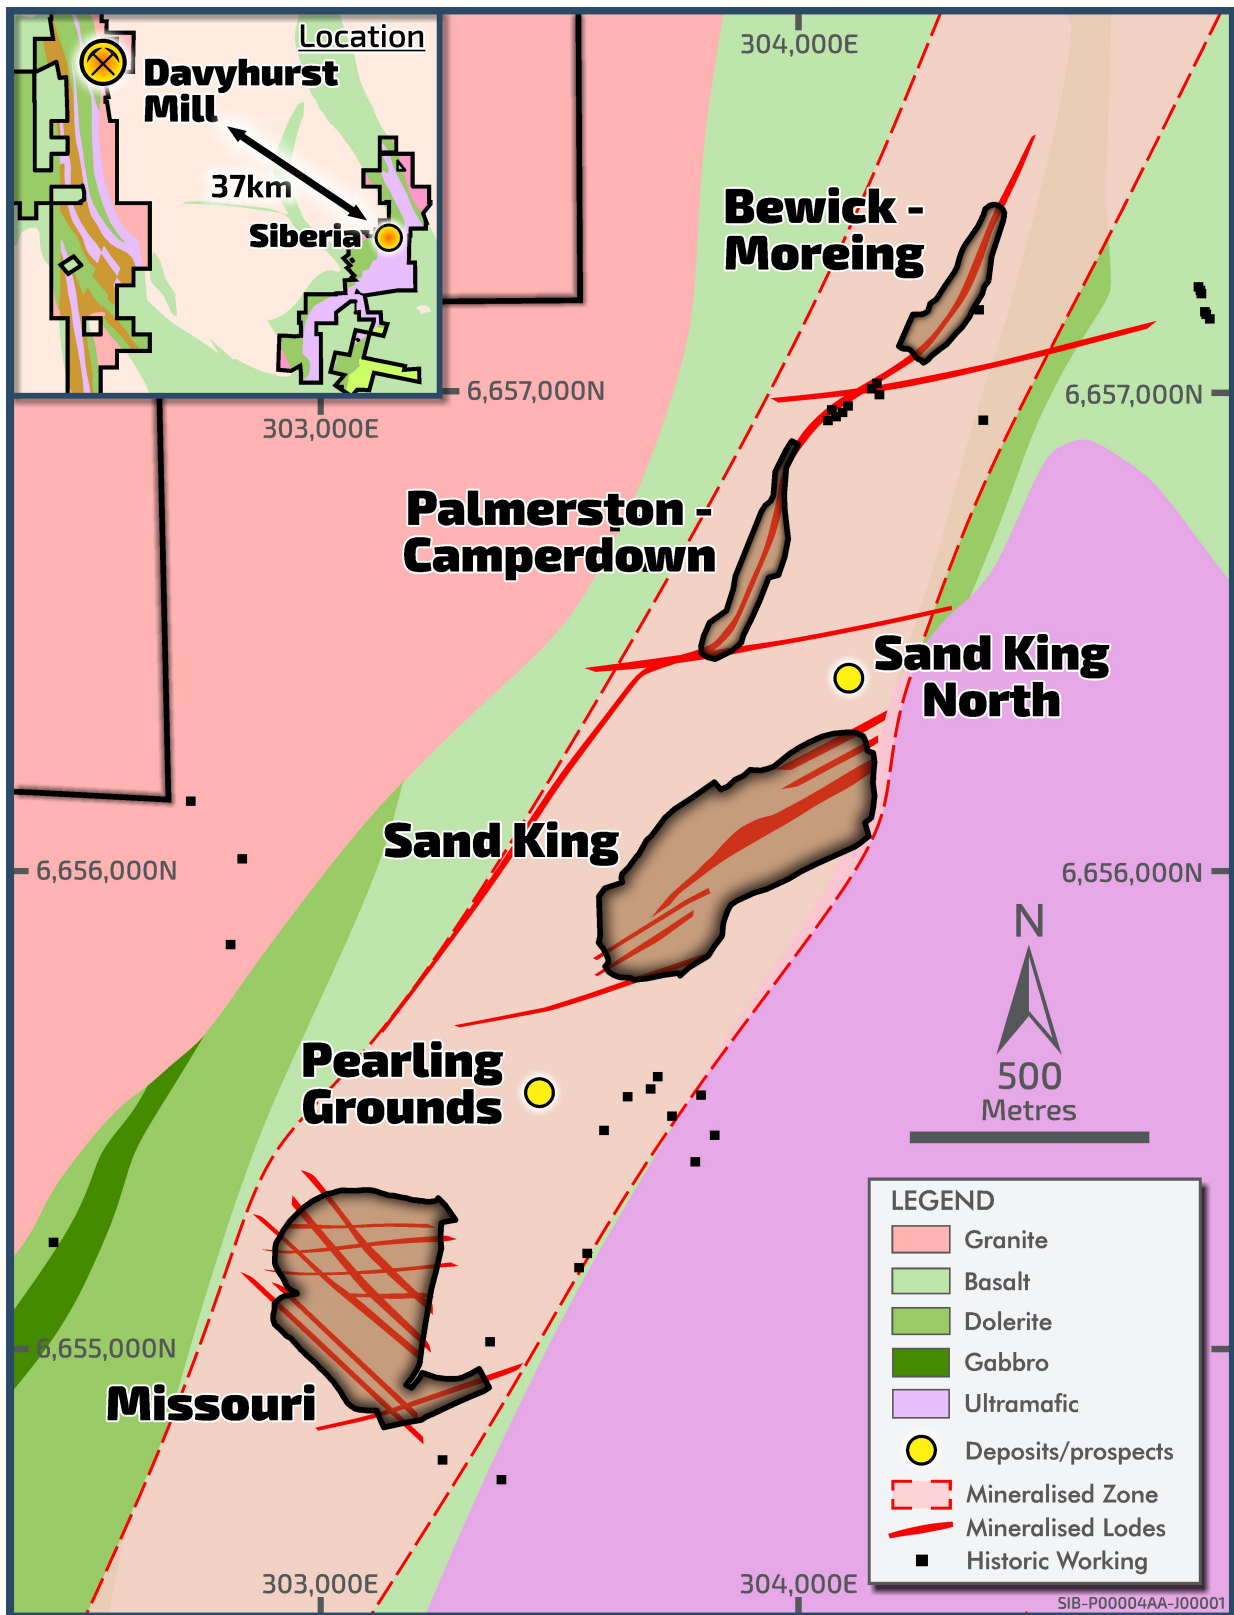 Location
Davyhurst
Mill
37km
Siberia
304,000E
Bewick -
Moreing
6,657,000N
6,657,000N
303,000E
Palmerston -
Camperdown
Sand King
North
Sand King
6,656,000N
6,656,000N
N
500
Metres
Pearling
Grounds
6,655,000N
Missouri
303,000E
304,000E
LEGEND
Granite
Basalt
Dolerite
Gabbro
Ultramafic
Deposits/prospects
Mineralised Zone
Mineralised Lodes
Historic Working
SIB-P00004AA-J00001